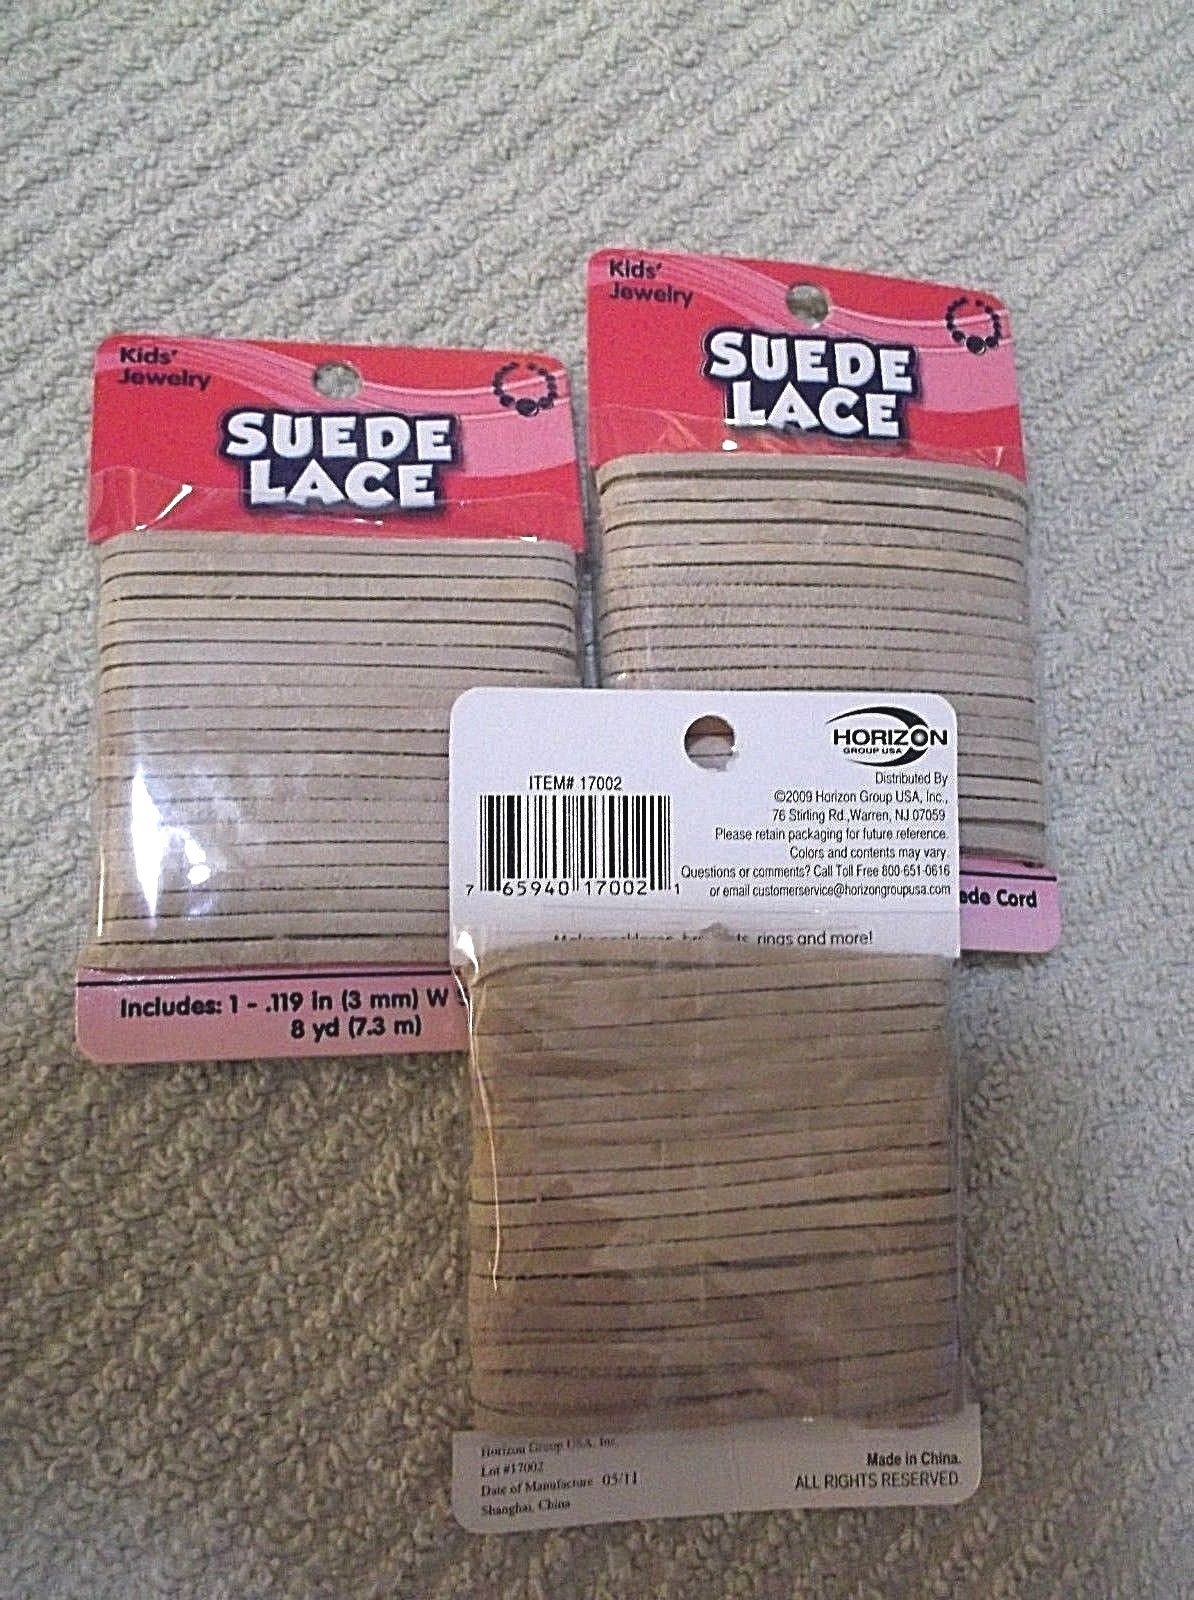 Kids'
Jewelry
SUEDE
LACE
Includes: 1 - .119 in (3 mm) W
8 yd (7.3 m)
Kids'
Jewelry
SUEDE
LACE
ede Cord
HORIZON
GROUP USA
ITEM# 17002
7 65940 17002 1
Distributed By
©2009 Horizon Group USA, Inc.,
76 Stirling Rd.,Warren, NJ 07059
Please retain packaging for future reference.
Colors and contents may vary.
Questions or comments? Call Toll Free 800-651-0616
or email customerservice@horizongroupusa.com
rings and more!
Horizon Group USA, Inc.
Lot #17002
Date of Manufacture 05/11
Shanghai, China
Made in China.
ALL RIGHTS RESERVED.